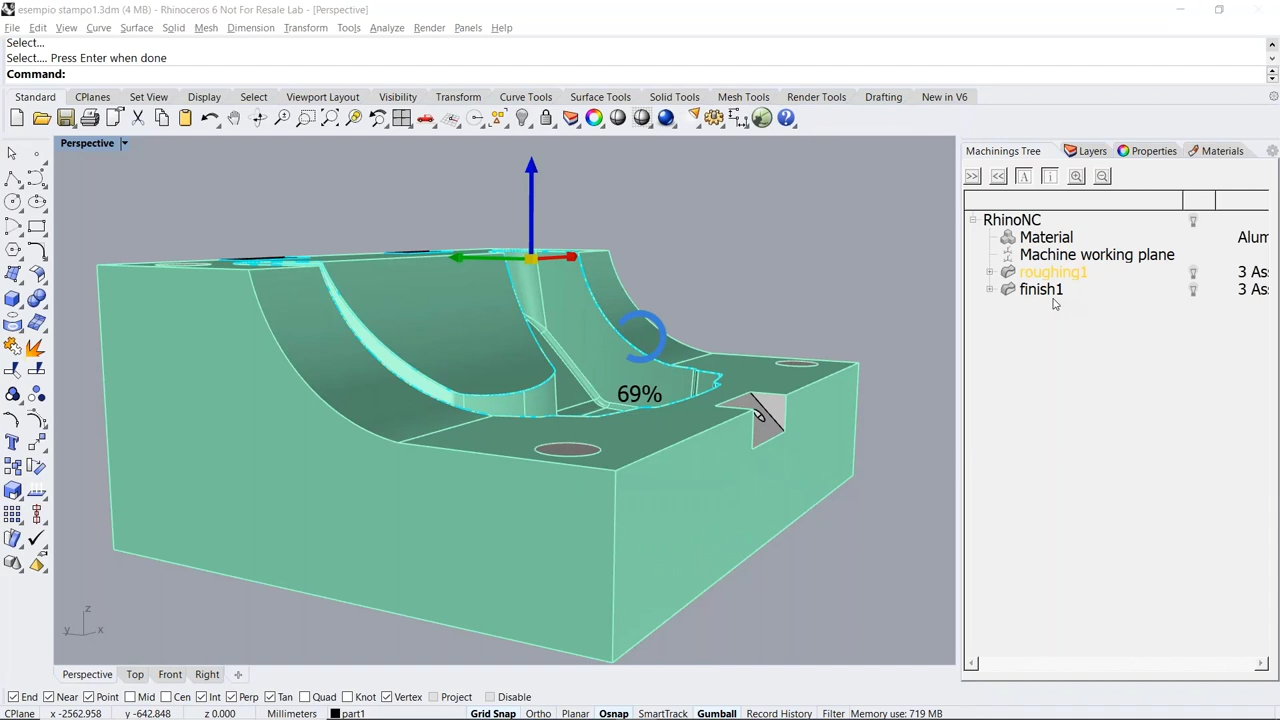 esempio stampo1.3dm (4 MB) - Rhinoceros 6 Not For Resale Lab - [Perspective]
File Edit View Curve Surface Solid Mesh Dimension Transform Tools Analyze Render Panels Help
Select...
Select.... Press Enter when done
Command:
Standard CPlanes Set View Display Select Viewport Layout Visibility Transform Curve Tools Surface Tools Solid Tools Mesh Tools Render Tools Drafting New in V6
Perspective
Machinings Tree Layers Properties Materials
>> << A i
RhinoNC
Material Alum
Machine working plane
roughing1 3 Ass
finish1 3 Ass
69%
z
y x
Perspective Top Front Right
End Near Point Mid Cen Int Perp Tan Quad Knot Vertex Project Disable
CPlane x -2562.958 y -642.848 z 0.000 Millimeters part1 Grid Snap Ortho Planar Osnap SmartTrack Gumball Record History Filter Memory use: 719 MB